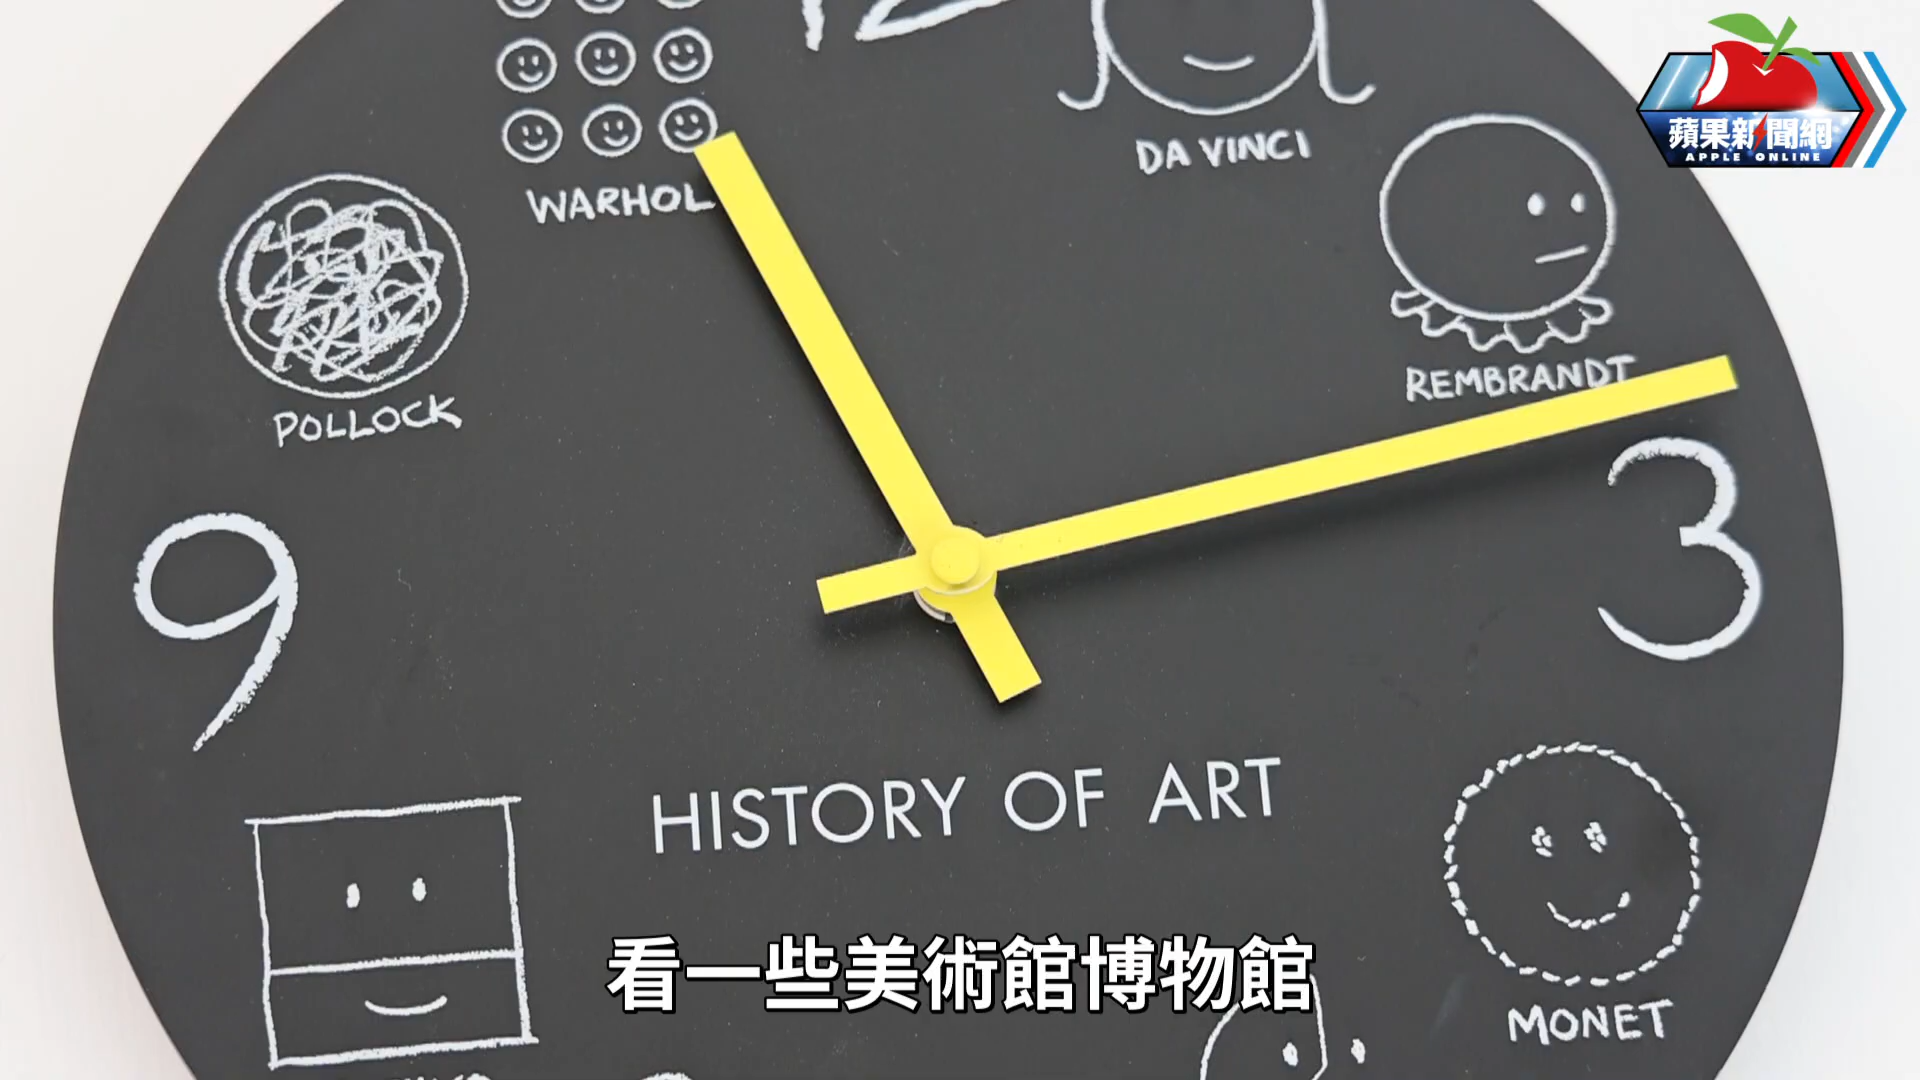 12
DA VINCI
WARHOL
REMBRANDT
POLLOCK
3
9
HISTORY OF ART
MONET
看一些美術館博物館
蘋果新聞網
APPLE ONLINE